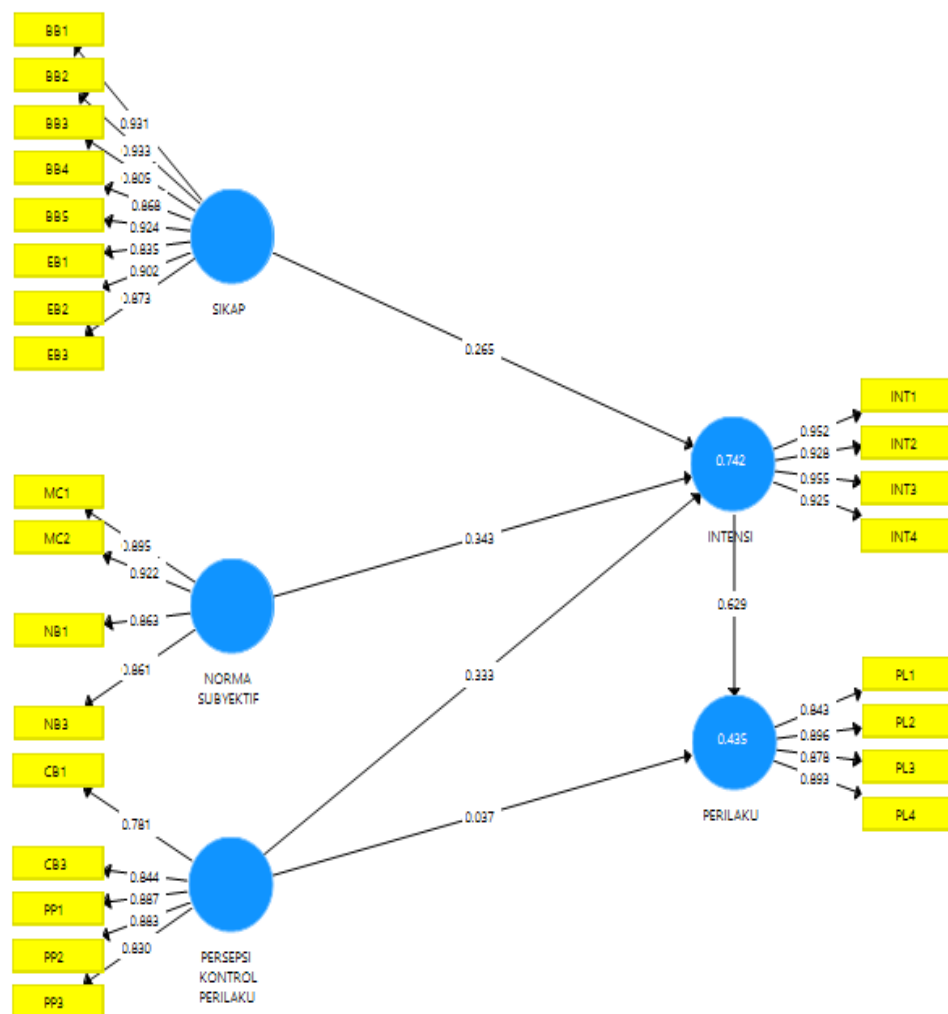 BB1
BB2
BB3
BB4
BB5
EB1
EB2
EB3
0.931
0.933
0.805
0.868
0.924
0.835
0.902
0.873
SIKAP
0.265
MC1
MC2
NB1
NB3
0.895
0.922
0.863
0.861
NORMA
SUBYEKTIF
0.343
CB1
CB3
PP1
PP2
PP3
0.781
0.844
0.887
0.883
0.830
PERSEPSI
KONTROL
PERILAKU
0.333
0.037
0.742
INTENSI
0.952
0.928
0.955
0.925
INT1
INT2
INT3
INT4
0.629
0.435
PERILAKU
0.843
0.896
0.878
0.893
PL1
PL2
PL3
PL4